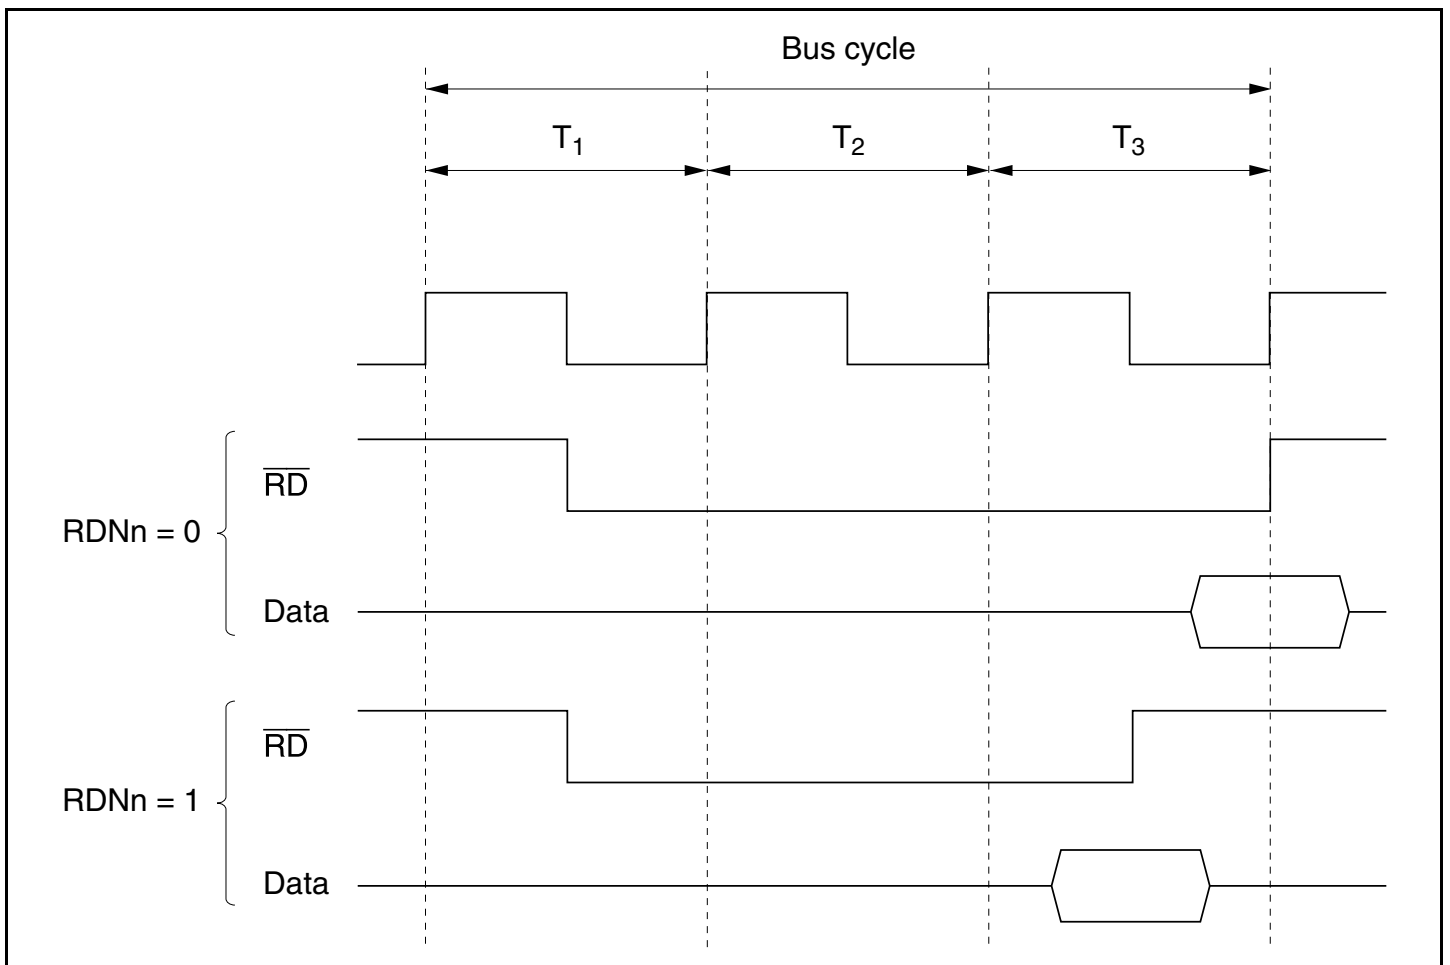 Bus cycle
T1 T2 T3
RD
RDNn = 0
Data
RD
RDNn = 1
Data